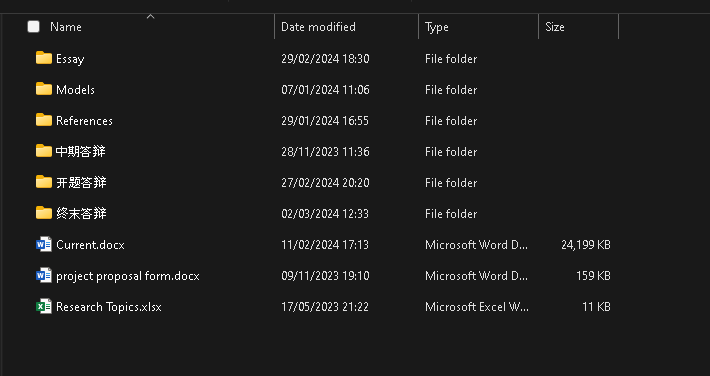 Name Date modified Type Size
Essay 29/02/2024 18:30 File folder
Models 07/01/2024 11:06 File folder
References 29/01/2024 16:55 File folder
中期答辩 28/11/2023 11:36 File folder
开题答辩 27/02/2024 20:20 File folder
终末答辩 02/03/2024 12:33 File folder
Current.docx 11/02/2024 17:13 Microsoft Word D... 24,199 KB
project proposal form.docx 09/11/2023 19:10 Microsoft Word D... 159 KB
Research Topics.xlsx 17/05/2023 21:22 Microsoft Excel W... 11 KB